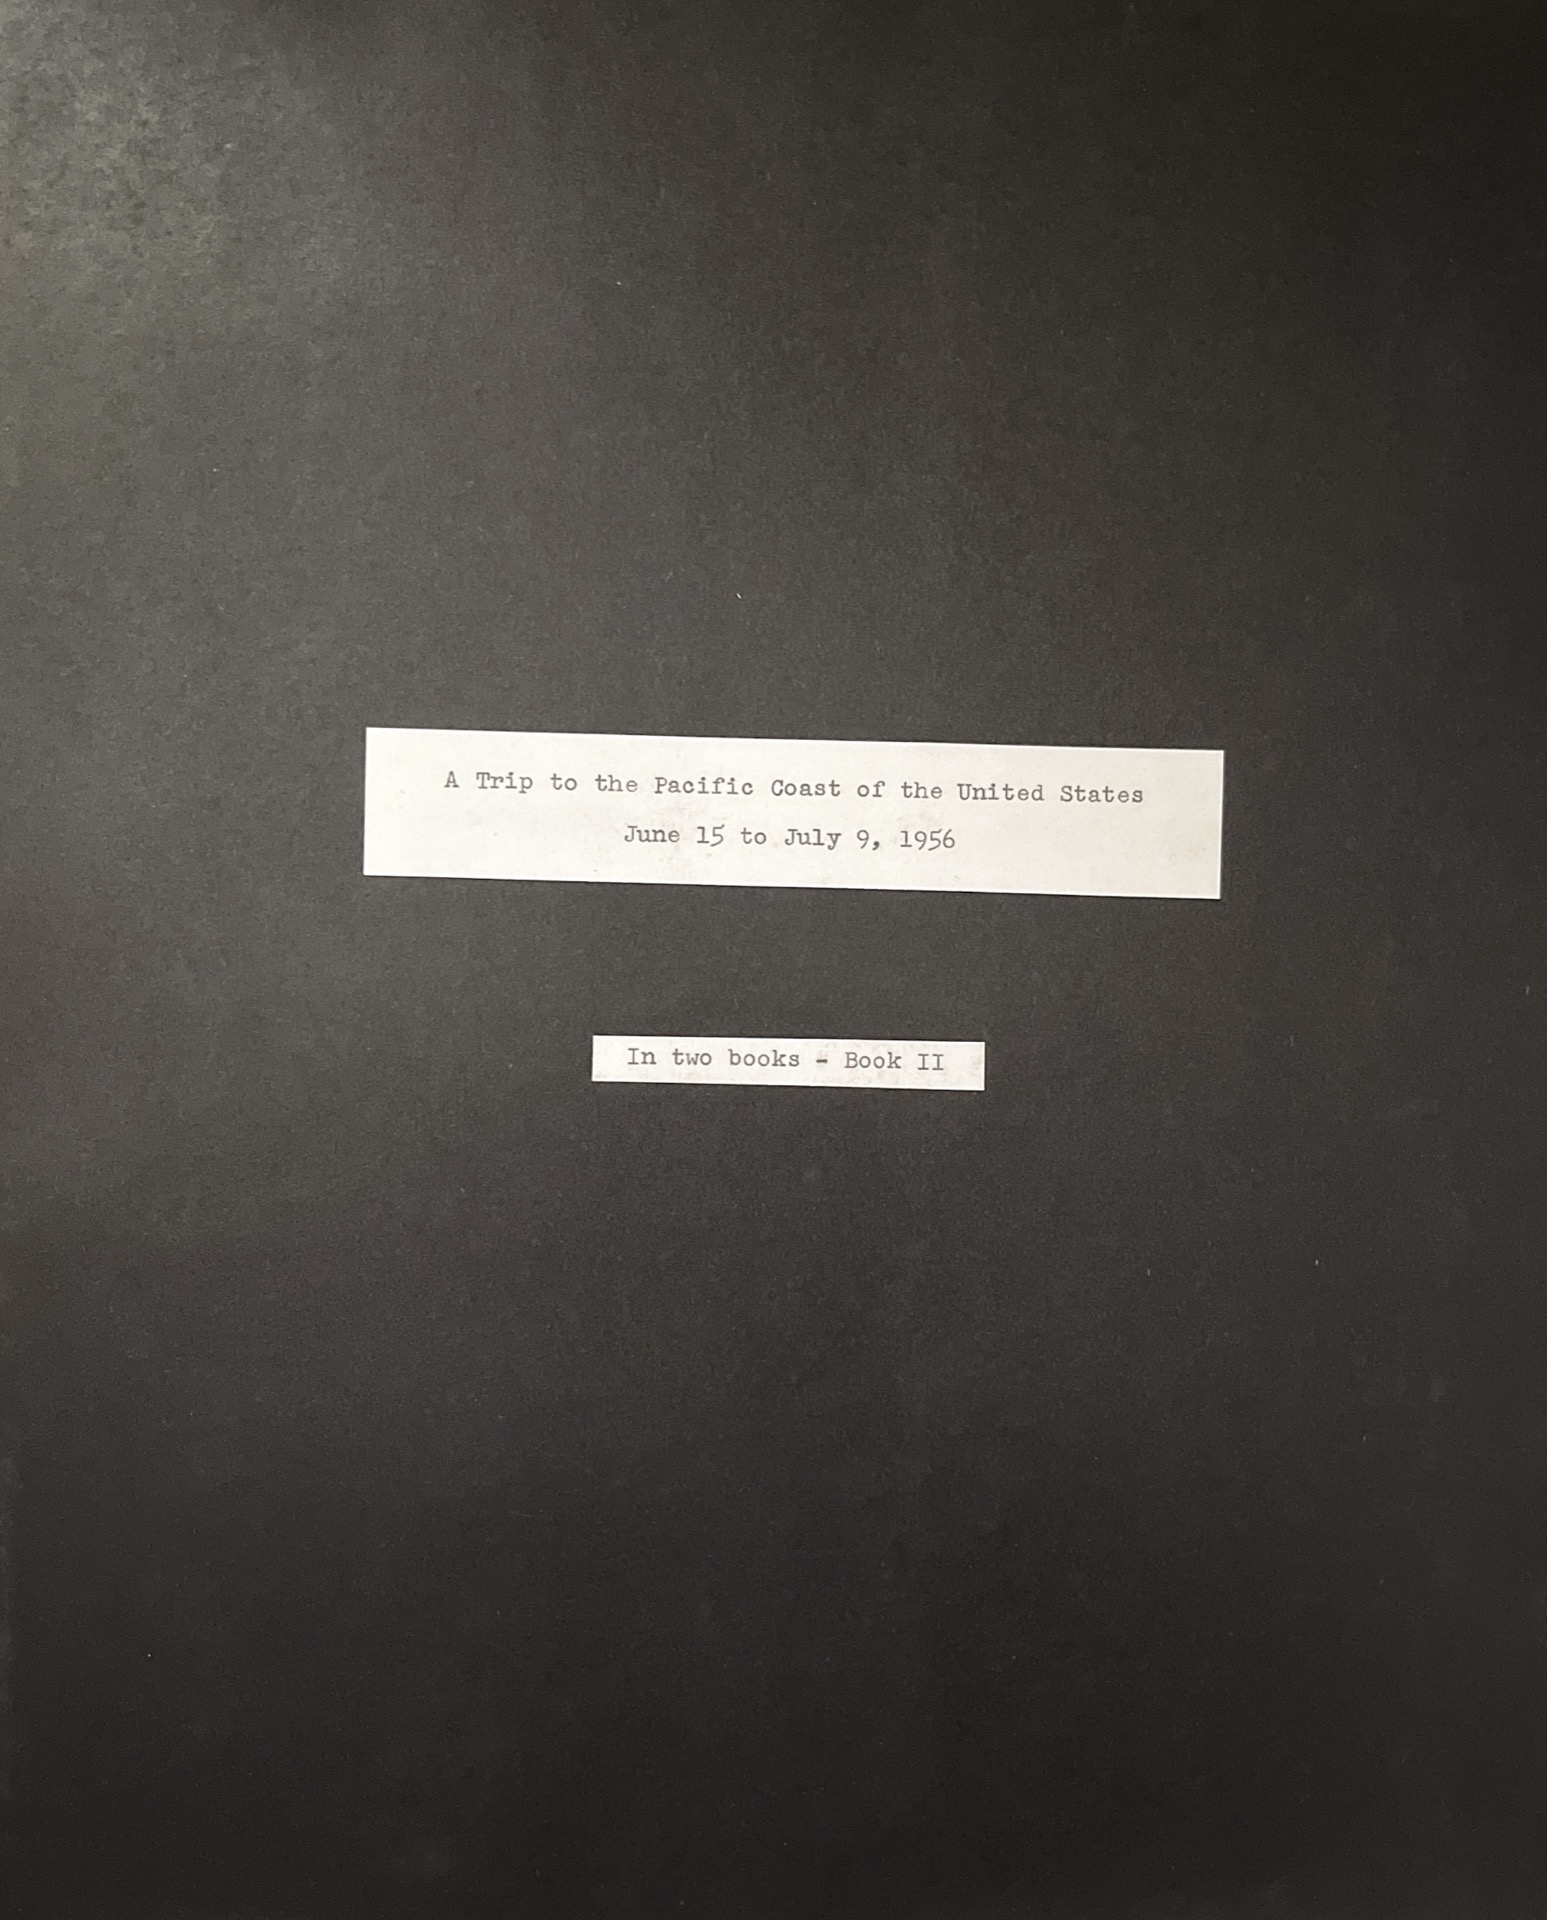 A Trip to the Pacific Coast of the United States
June 15 to July 9, 1956
In two books - Book II